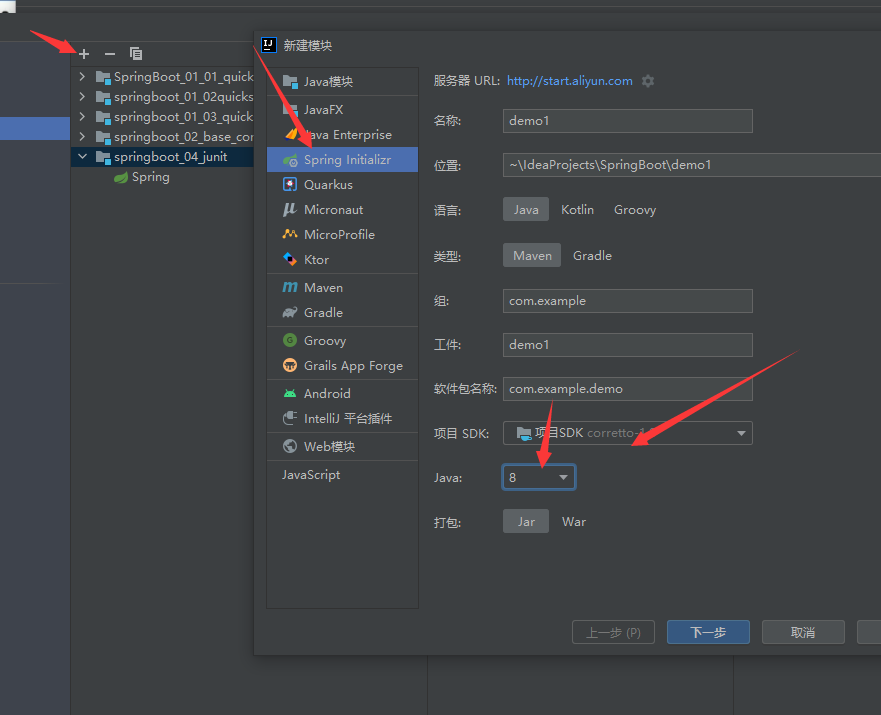 SpringBoot_01_01_quick
springboot_01_02quicks
springboot_01_03_quick
springboot_02_base_con
springboot_04_junit
Spring
新建模块
Java模块
JavaFX
Java Enterprise
Spring Initializr
Quarkus
Micronaut
MicroProfile
Ktor
Maven
Gradle
Groovy
Grails App Forge
Android
IntelliJ 平台插件
Web模块
JavaScript
服务器 URL: http://start.aliyun.com
名称: demo1
位置: ~\IdeaProjects\SpringBoot\demo1
语言: Java Kotlin Groovy
类型: Maven Gradle
组: com.example
工件: demo1
软件包名称: com.example.demo
项目 SDK: 项目SDK
Java: 8
打包: Jar War
上一步 (P) 下一步 取消